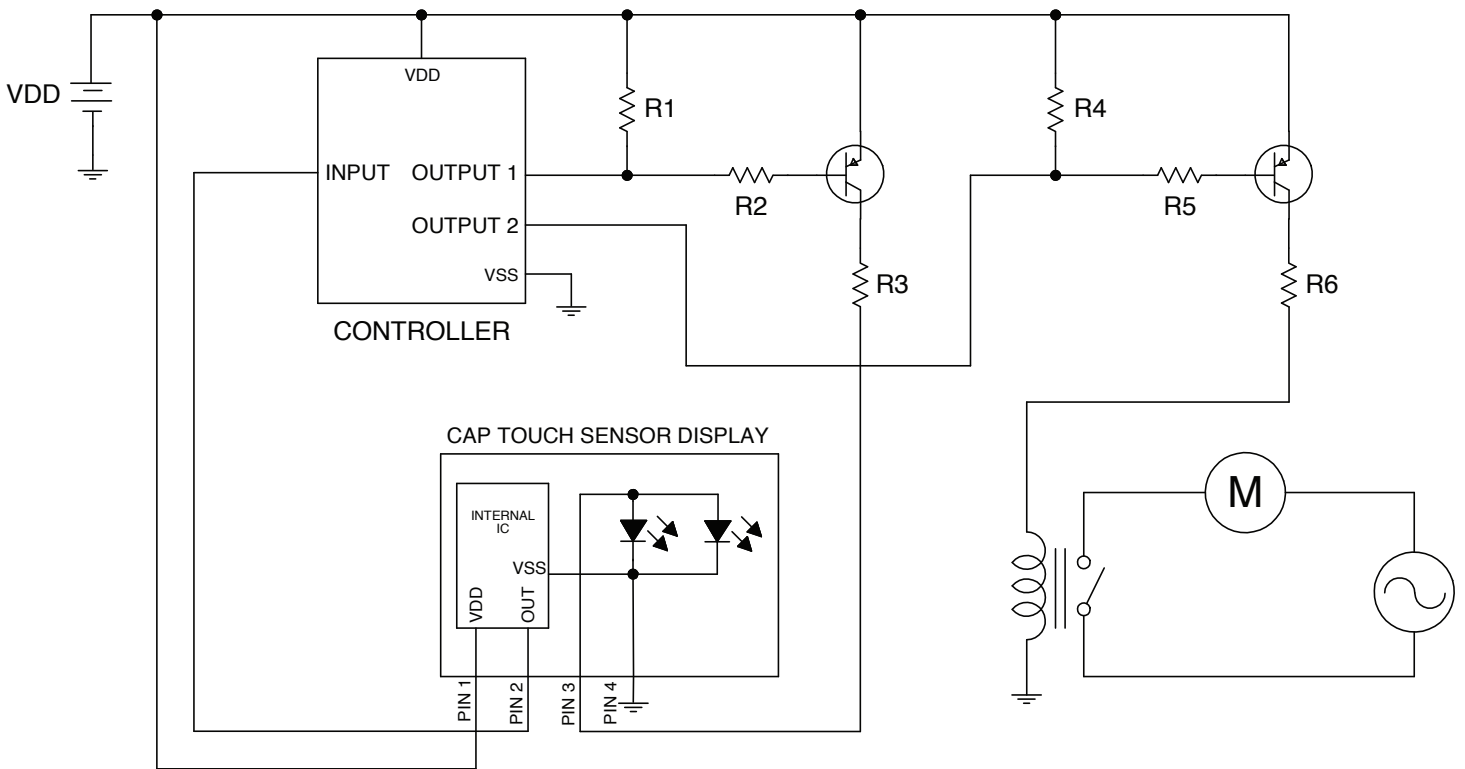 VDD
VDD
R1
R4
INPUT
OUTPUT 1
R2
R5
OUTPUT 2
VSS
R3
R6
CONTROLLER
CAP TOUCH SENSOR DISPLAY
INTERNAL
IC
M
VSS
VDD
OUT
PIN 1
PIN 2
PIN 3
PIN 4